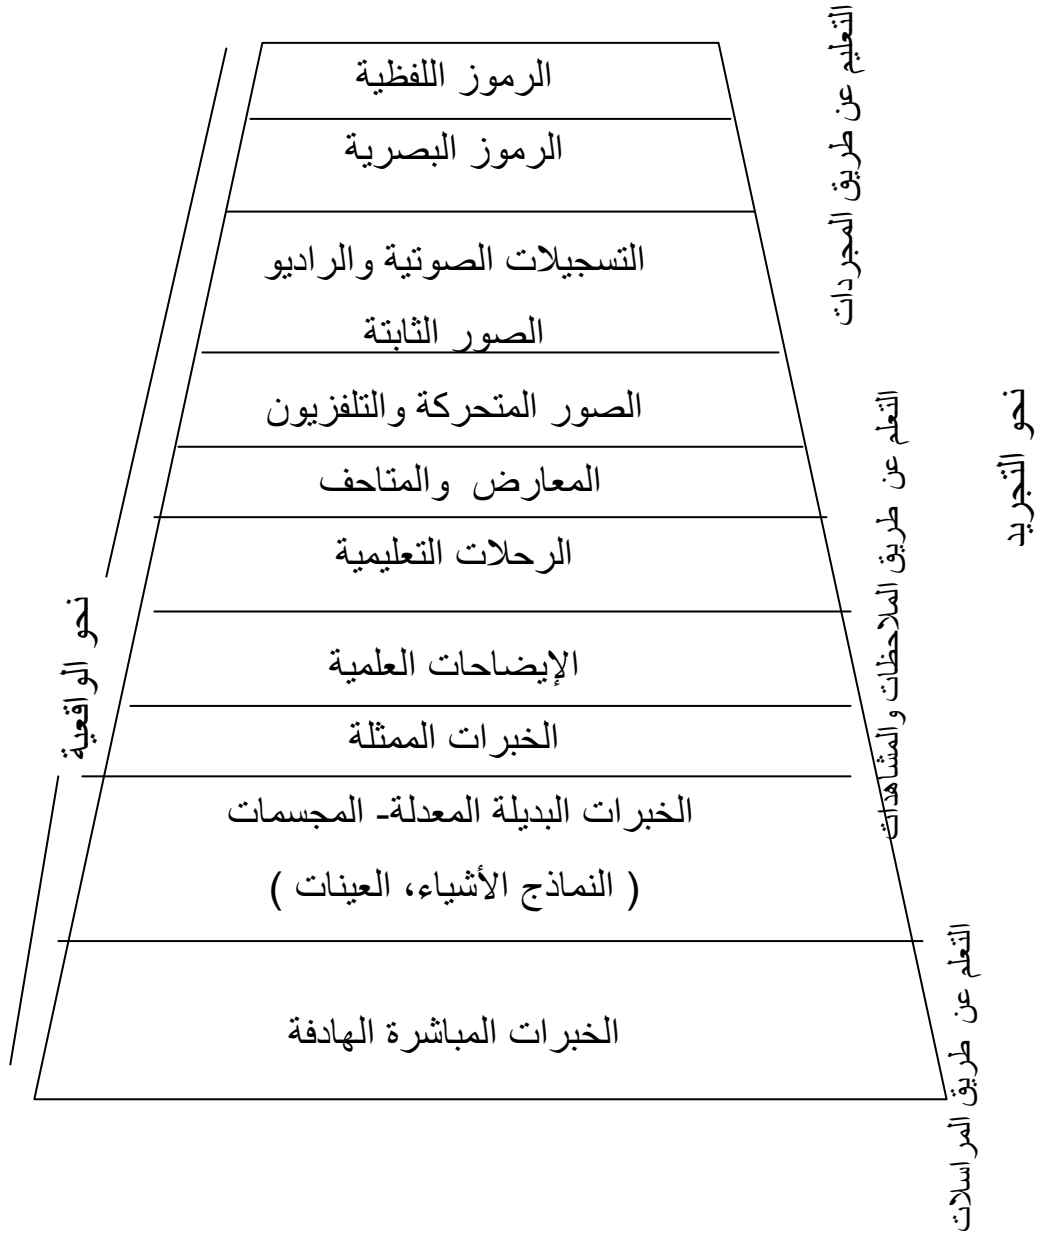 الرموز اللفظية
الرموز البصرية
التسجيلات الصوتية والراديو
الصور الثابتة
الصور المتحركة والتلفزيون
المعارض والمتاحف
الرحلات التعليمية
الإيضاحات العلمية
الخبرات الممثلة
الخبرات البديلة المعدلة- المجسمات
( النماذج الأشياء، العينات )
الخبرات المباشرة الهادفة
التعليم عن طريق المجردات
التعلم عن طريق الملاحظات والمشاهدات
التعلم عن طريق المراسلات
نحو التجريد
نحو الواقعية